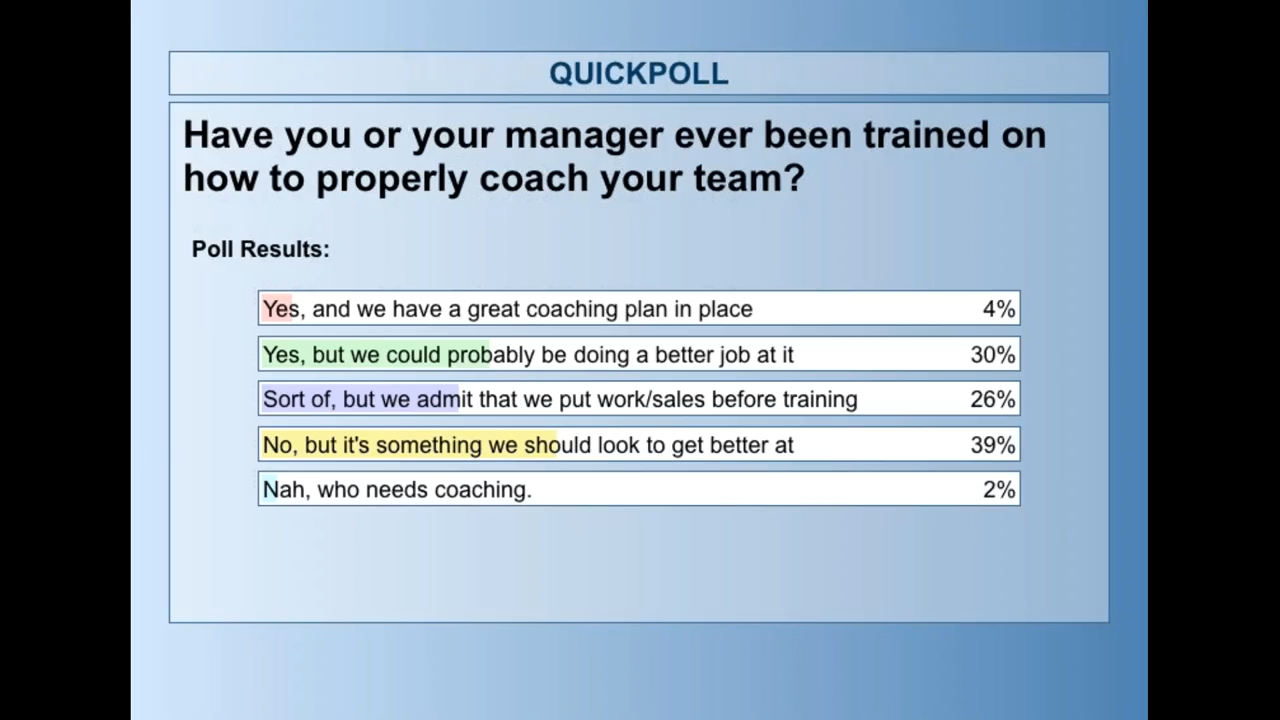 QUICKPOLL
Have you or your manager ever been trained on
how to properly coach your team?
Poll Results:
Yes, and we have a great coaching plan in place 4%
Yes, but we could probably be doing a better job at it 30%
Sort of, but we admit that we put work/sales before training 26%
No, but it's something we should look to get better at 39%
Nah, who needs coaching. 2%